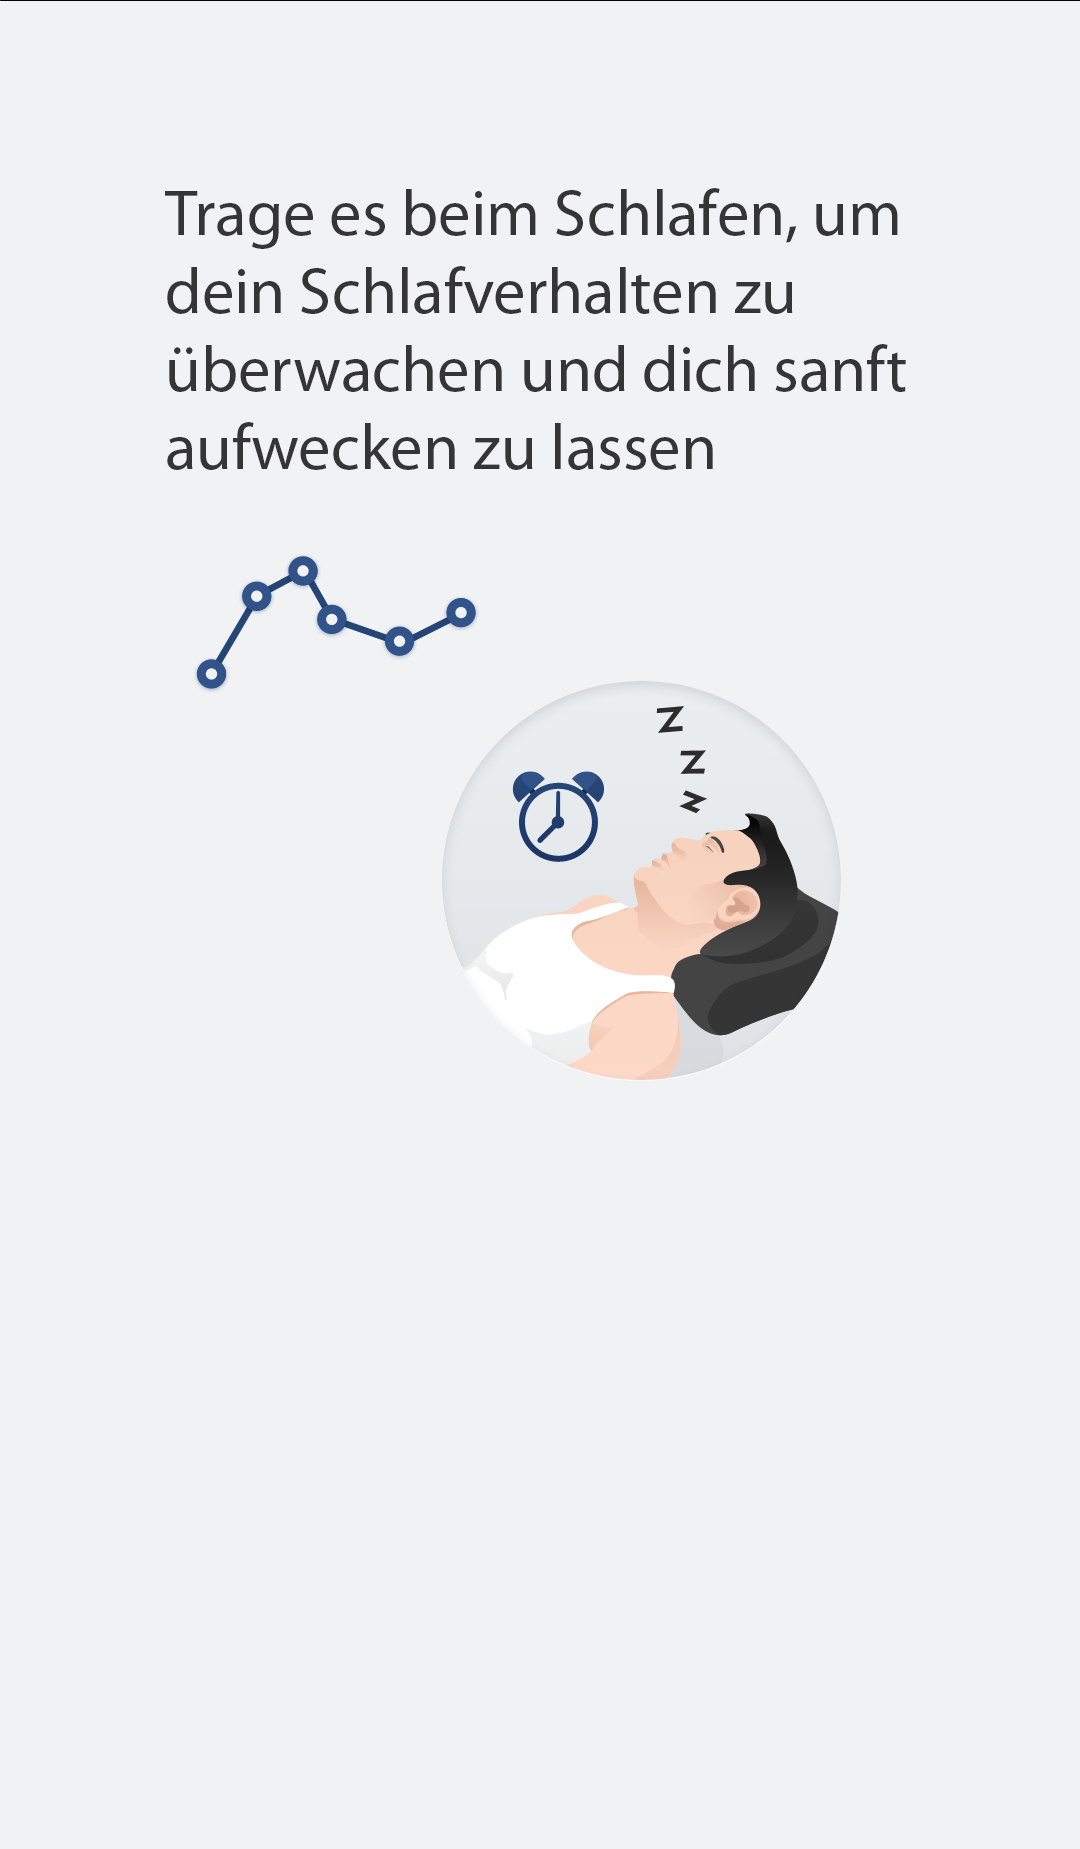 Trage es beim Schlafen, um
dein Schlafverhalten zu
überwachen und dich sanft
aufwecken zu lassen
z
z
z